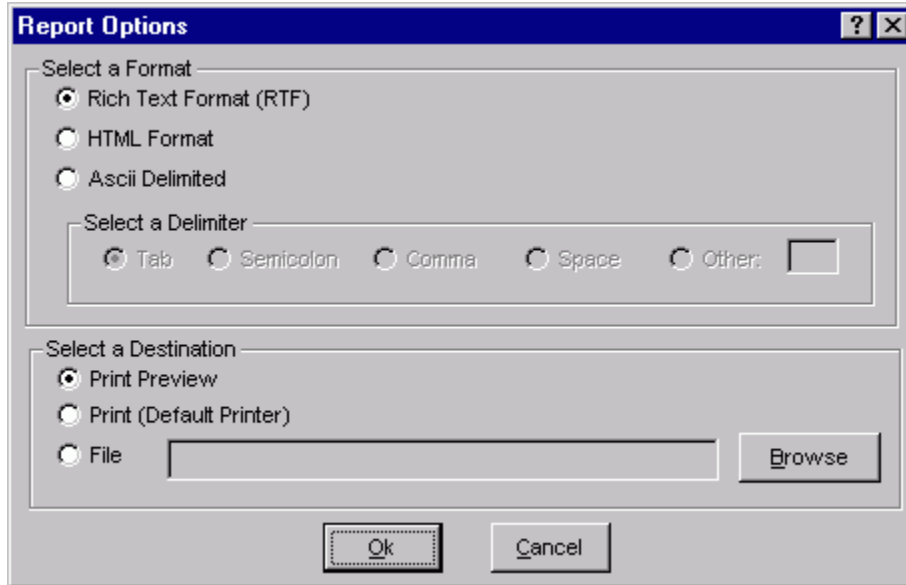 Report Options
Select a Format
Rich Text Format (RTF)
HTML Format
Ascii Delimited
Select a Delimiter
Tab Semicolon Comma Space Other:
Select a Destination
Print Preview
Print (Default Printer)
File Browse
Ok Cancel